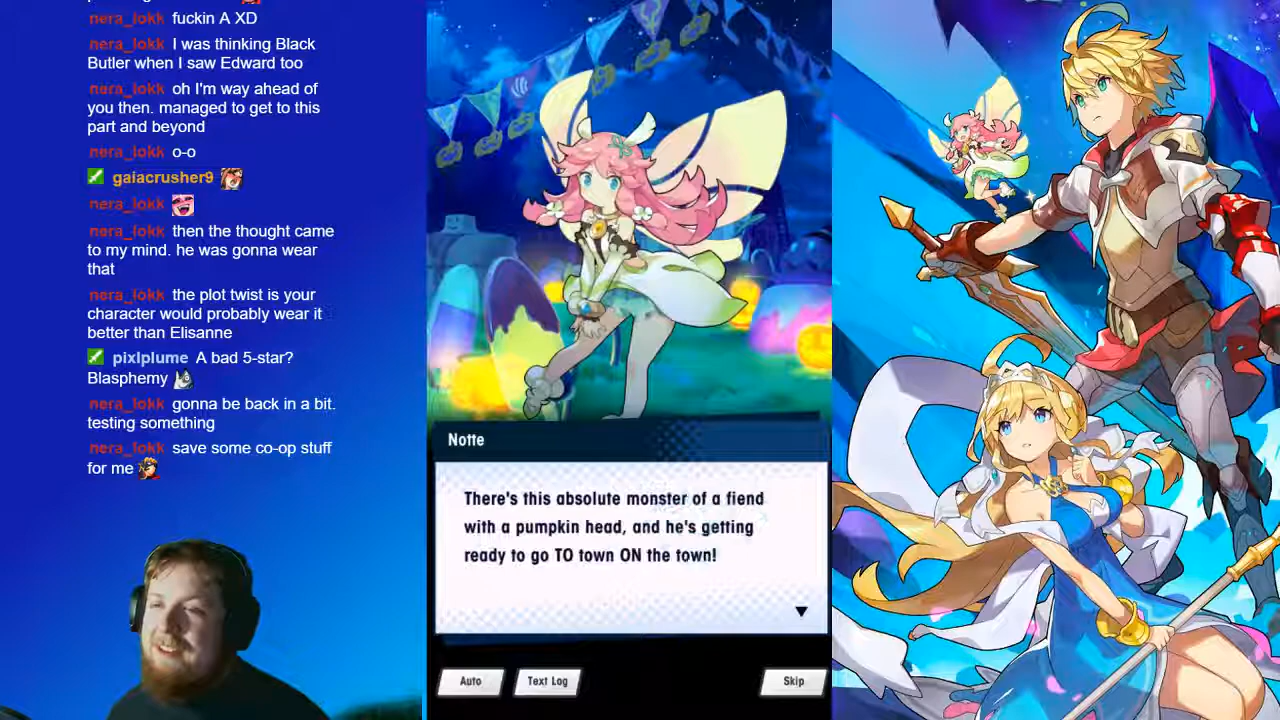 nera_lokk fuckin A XD
nera_lokk I was thinking Black
Butler when I saw Edward too
nera_lokk oh I'm way ahead of
you then. managed to get to this
part and beyond
nera_lokk o-o
gaiacrusher9
nera_lokk
nera_lokk then the thought came
to my mind. he was gonna wear
that
nera_lokk the plot twist is your
character would probably wear it
better than Elisanne
pixlplume A bad 5-star?
Blasphemy
nera_lokk gonna be back in a bit.
testing something
nera_lokk save some co-op stuff
for me
Notte
There's this absolute monster of a fiend
with a pumpkin head, and he's getting
ready to go TO town ON the town!
Auto
Text Log
Skip